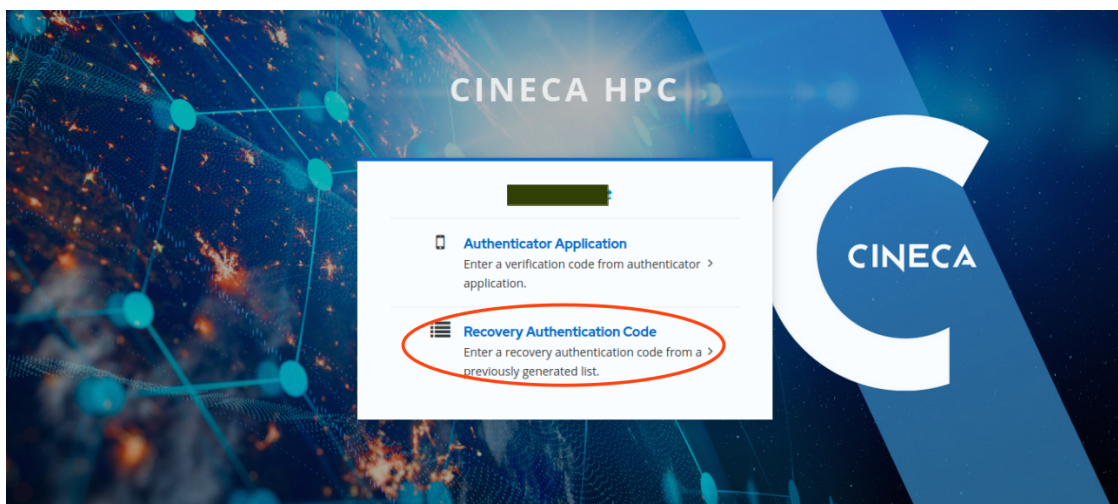 CINECA HPC
Authenticator Application
Enter a verification code from authenticator
application.
Recovery Authentication Code
Enter a recovery authentication code from a
previously generated list.
CINECA